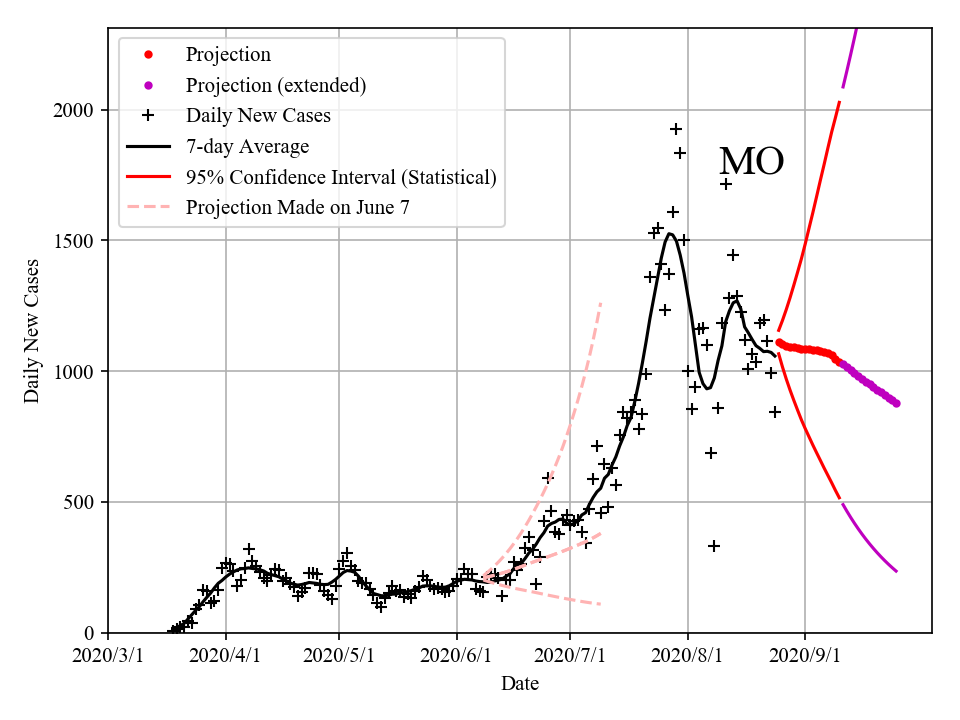 Projection
Projection (extended)
Daily New Cases
7-day Average
95% Confidence Interval (Statistical)
Projection Made on June 7
MO
2000
1500
1000
500
0
Daily New Cases
2020/3/1 2020/4/1 2020/5/1 2020/6/1 2020/7/1 2020/8/1 2020/9/1
Date